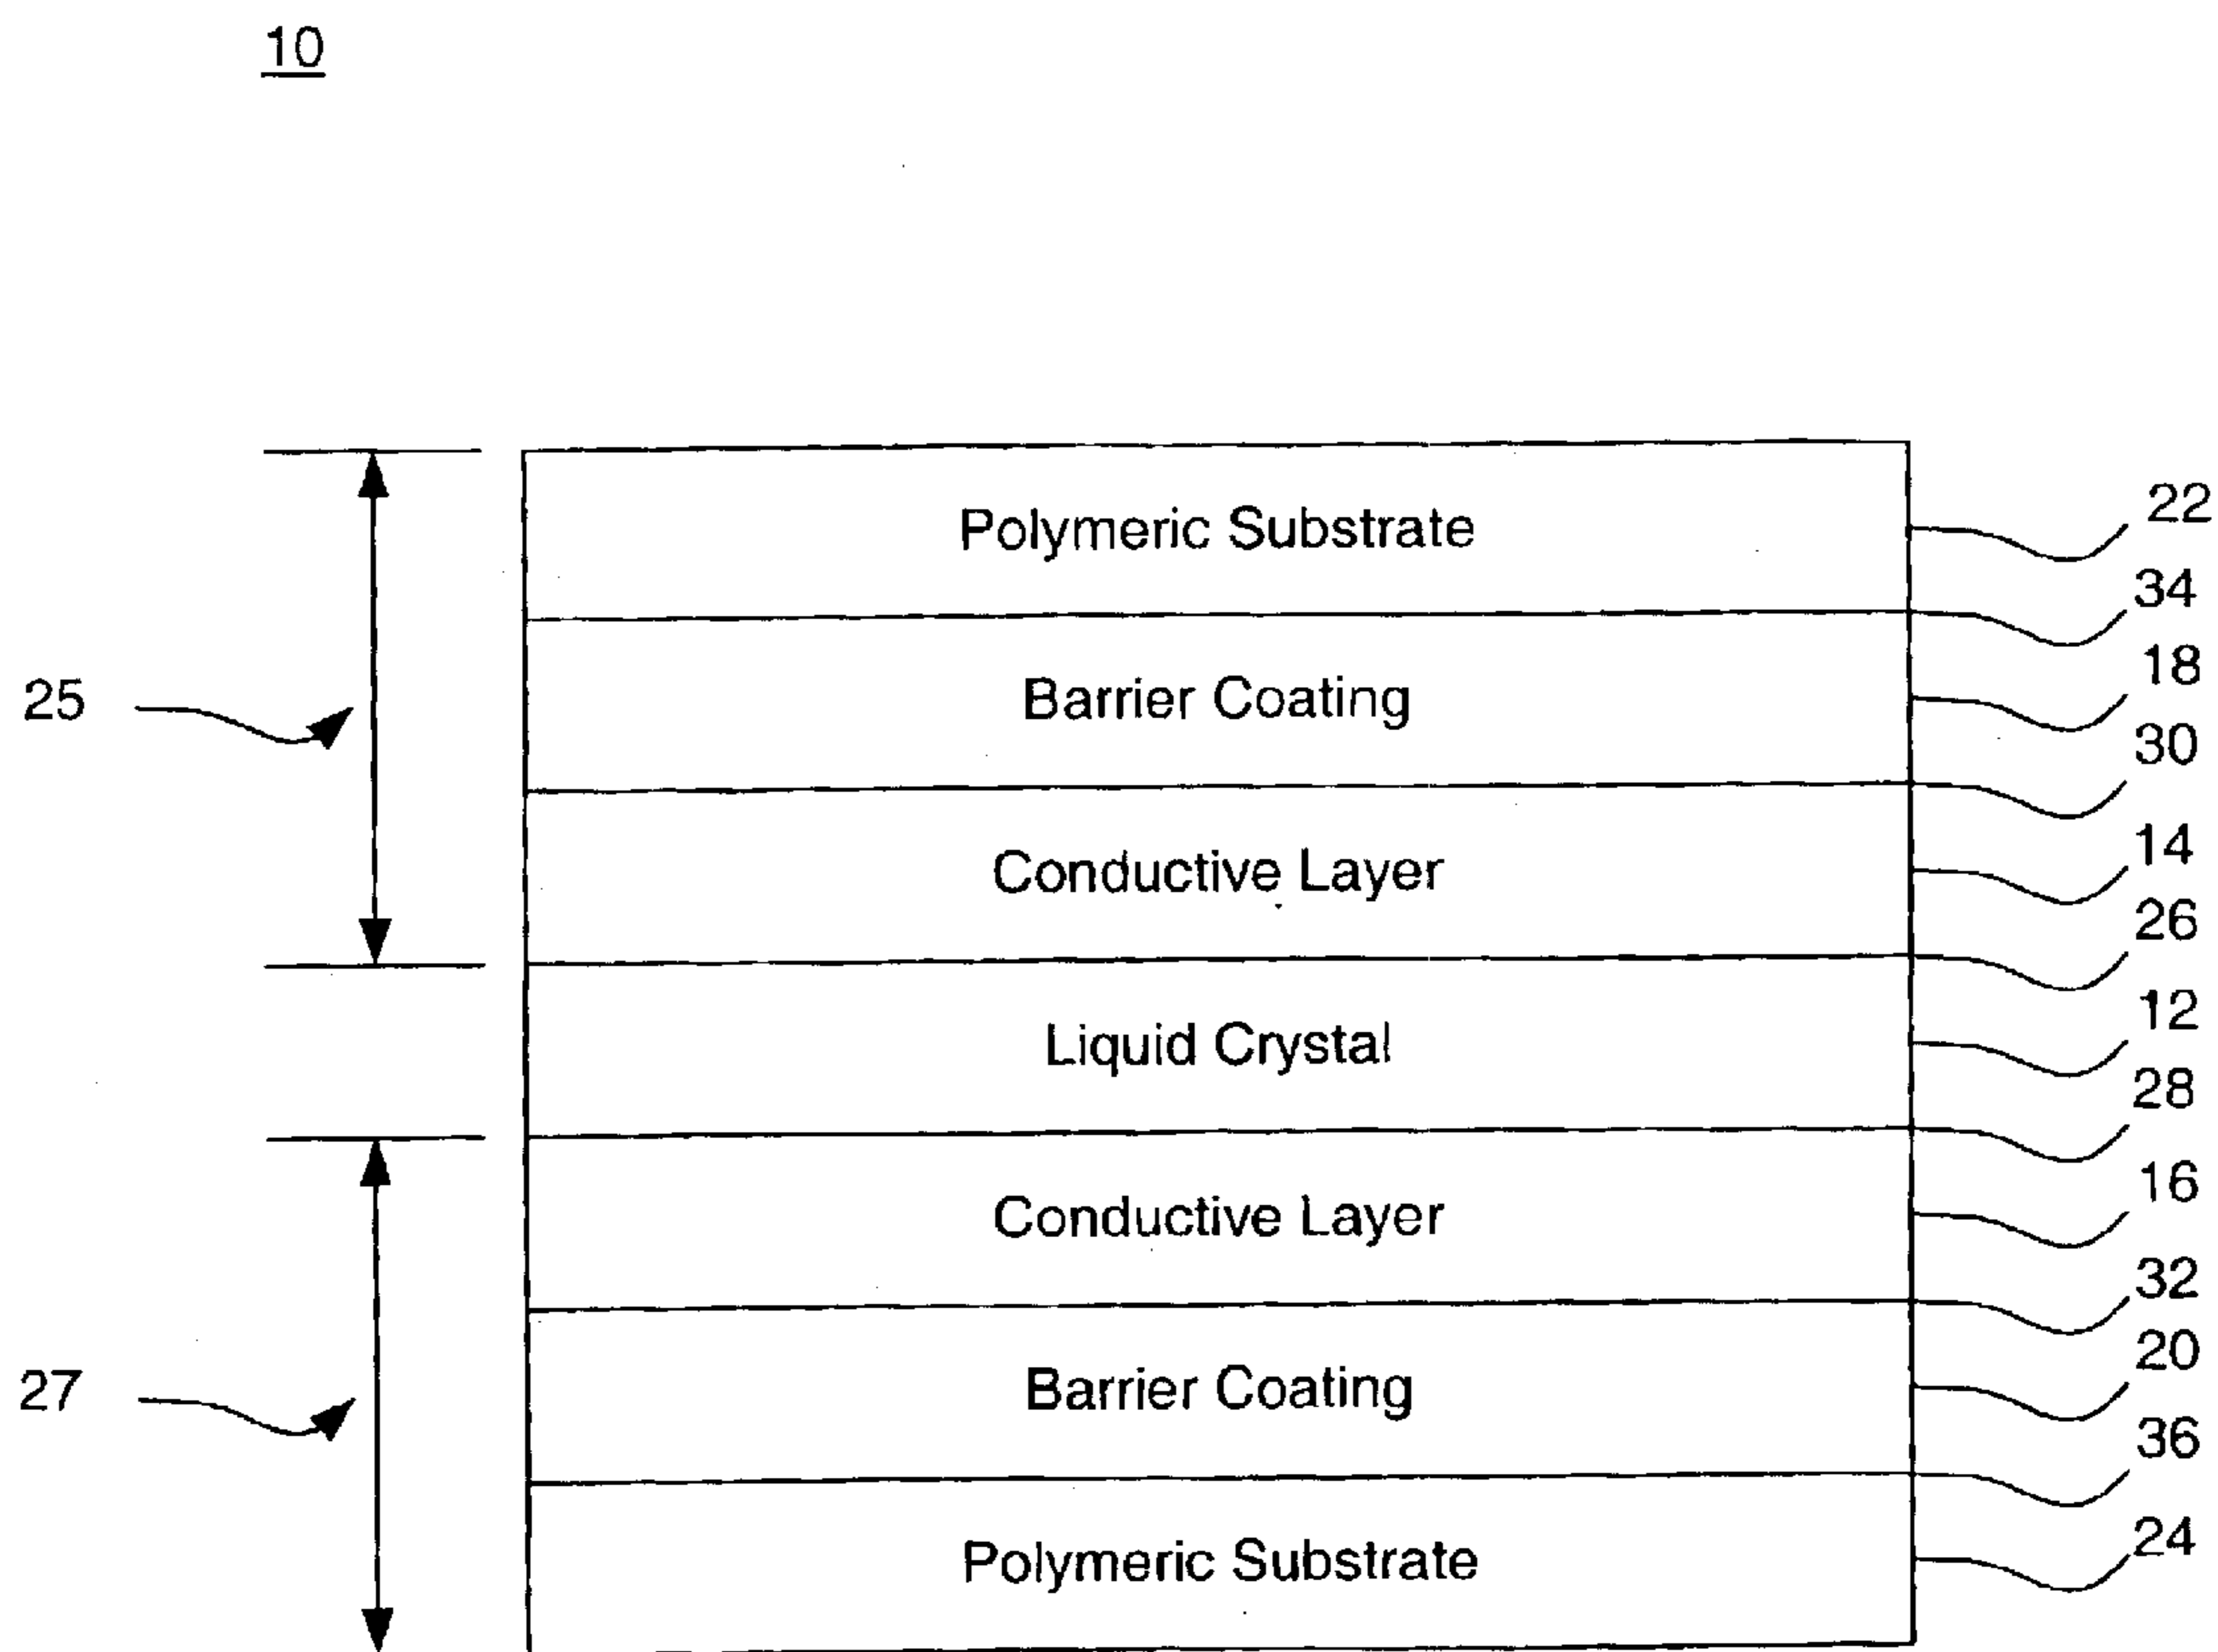 10
Polymeric Substrate
22
34
Barrier Coating
18
25
30
Conductive Layer
14
26
Liquid Crystal
12
28
Conductive Layer
16
32
Barrier Coating
20
27
36
Polymeric Substrate
24